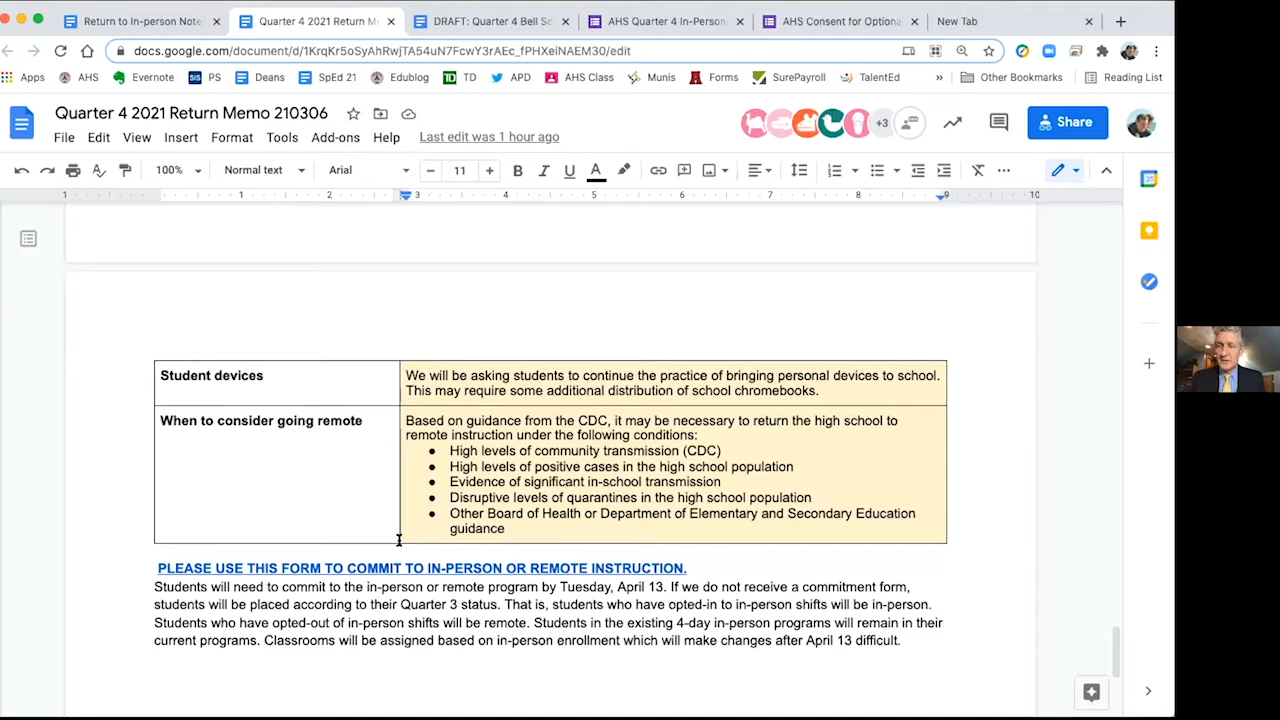 Return to In-person Note
Quarter 4 2021 Return M
DRAFT: Quarter 4 Bell Sc
AHS Quarter 4 In-Person
AHS Consent for Optiona
New Tab
docs.google.com/document/d/1KrqKr5oSyAhRwjTA54uN7FcwY3rAEc_fPHXeiNAEM30/edit
Apps
AHS
Evernote
SIS
PS
Deans
SpEd 21
Edublog
TD
TD
APD
AHS Class
Munis
Forms
SurePayroll
TalentEd
»
Other Bookmarks
Reading List
Quarter 4 2021 Return Memo 210306
+3
Share
File Edit View Insert Format Tools Add-ons Help Last edit was 1 hour ago
100% Normal text Arial 11 B I U A
1 1 2 3 4 5 6 7 8 9 10
Student devices
We will be asking students to continue the practice of bringing personal devices to school.
This may require some additional distribution of school chromebooks.
When to consider going remote
Based on guidance from the CDC, it may be necessary to return the high school to
remote instruction under the following conditions:
● High levels of community transmission (CDC)
● High levels of positive cases in the high school population
● Evidence of significant in-school transmission
● Disruptive levels of quarantines in the high school population
● Other Board of Health or Department of Elementary and Secondary Education
guidance
PLEASE USE THIS FORM TO COMMIT TO IN-PERSON OR REMOTE INSTRUCTION.
Students will need to commit to the in-person or remote program by Tuesday, April 13. If we do not receive a commitment form,
students will be placed according to their Quarter 3 status. That is, students who have opted-in to in-person shifts will be in-person.
Students who have opted-out of in-person shifts will be remote. Students in the existing 4-day in-person programs will remain in their
current programs. Classrooms will be assigned based on in-person enrollment which will make changes after April 13 difficult.